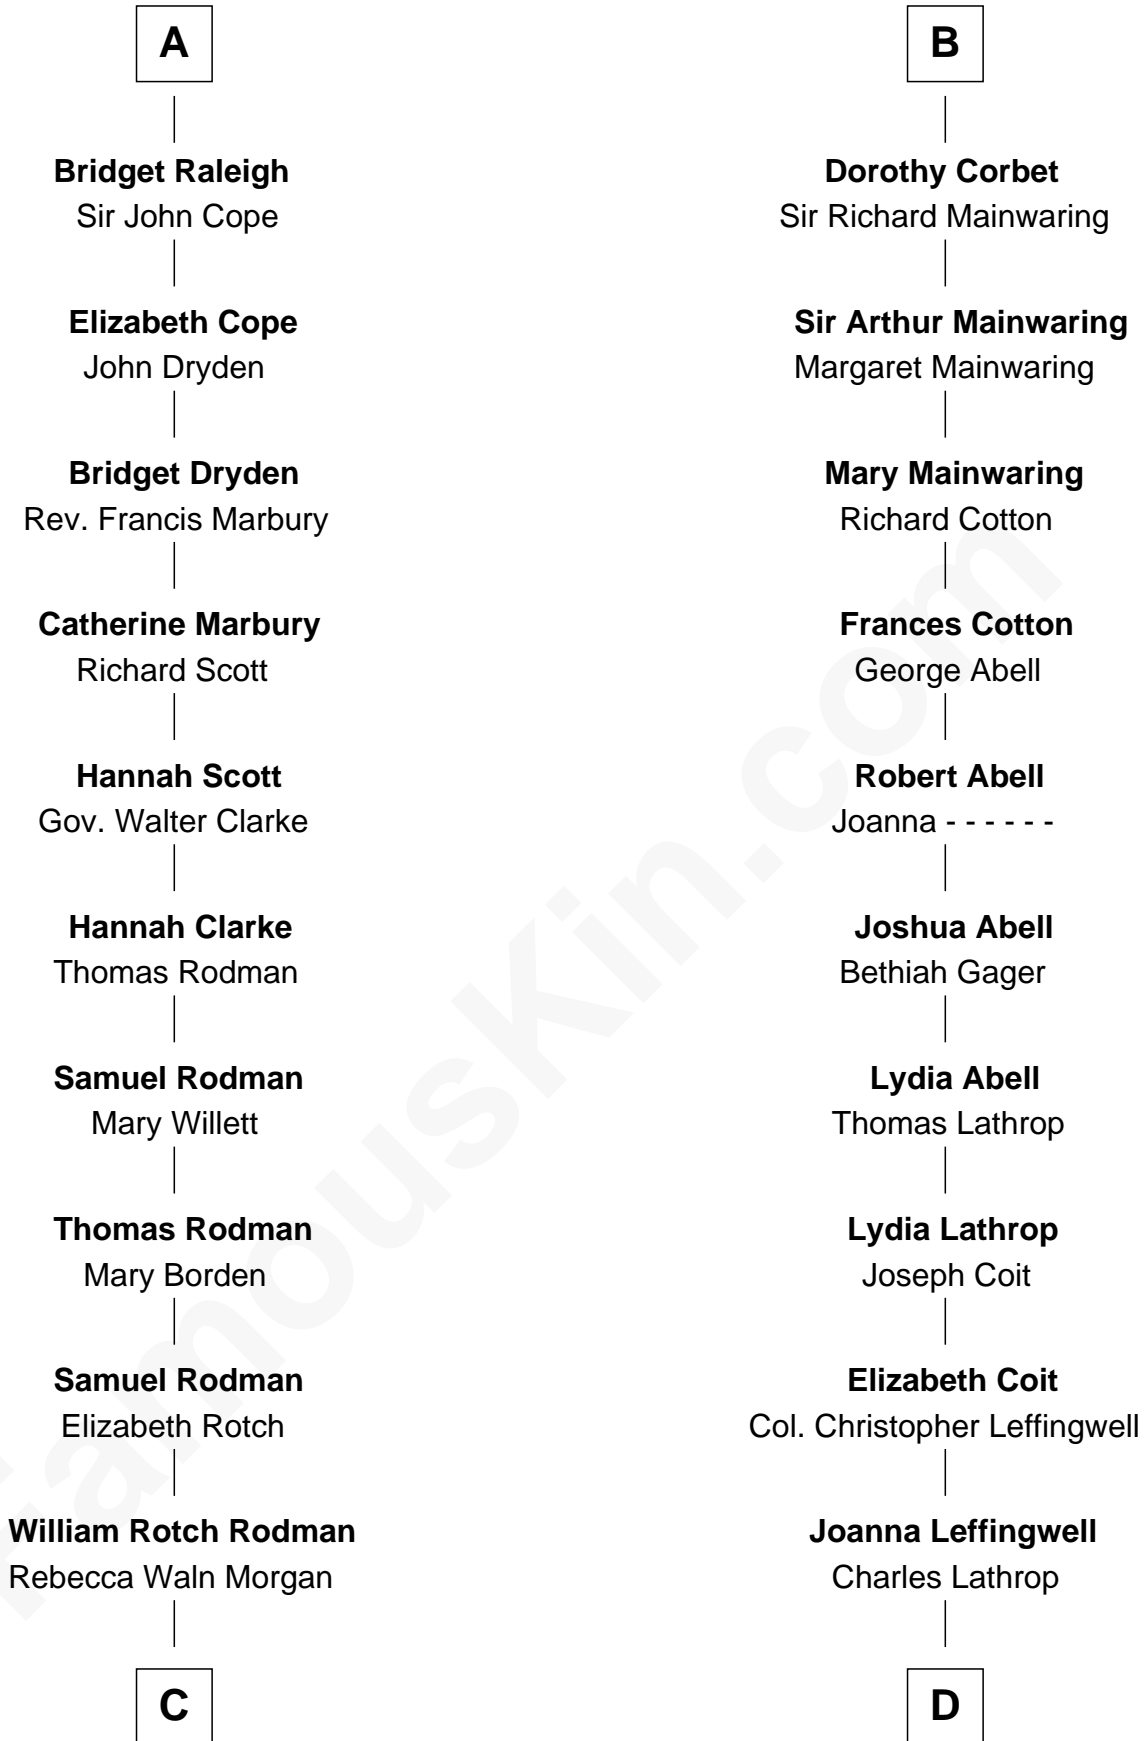 A
Bridget Raleigh
Sir John Cope
Elizabeth Cope
John Dryden
Bridget Dryden
Rev. Francis Marbury
Catherine Marbury
Richard Scott
Hannah Scott
Gov. Walter Clarke
Hannah Clarke
Thomas Rodman
Samuel Rodman
Mary Willett
Thomas Rodman
Mary Borden
Samuel Rodman
Elizabeth Rotch
William Rotch Rodman
Rebecca Waln Morgan
C
B
Dorothy Corbet
Sir Richard Mainwaring
Sir Arthur Mainwaring
Margaret Mainwaring
Mary Mainwaring
Richard Cotton
Frances Cotton
George Abell
Robert Abell
Joanna - - - - - -
Joshua Abell
Bethiah Gager
Lydia Abell
Thomas Lathrop
Lydia Lathrop
Joseph Coit
Elizabeth Coit
Col. Christopher Leffingwell
Joanna Leffingwell
Charles Lathrop
D
FamousKin.com